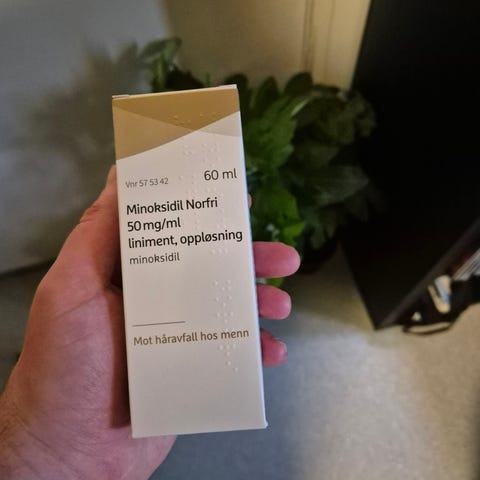 Vnr 57 53 42 60 ml
Minoksidil Norfri
50 mg/ml
liniment, oppløsning
minoksidil
Mot håravfall hos menn